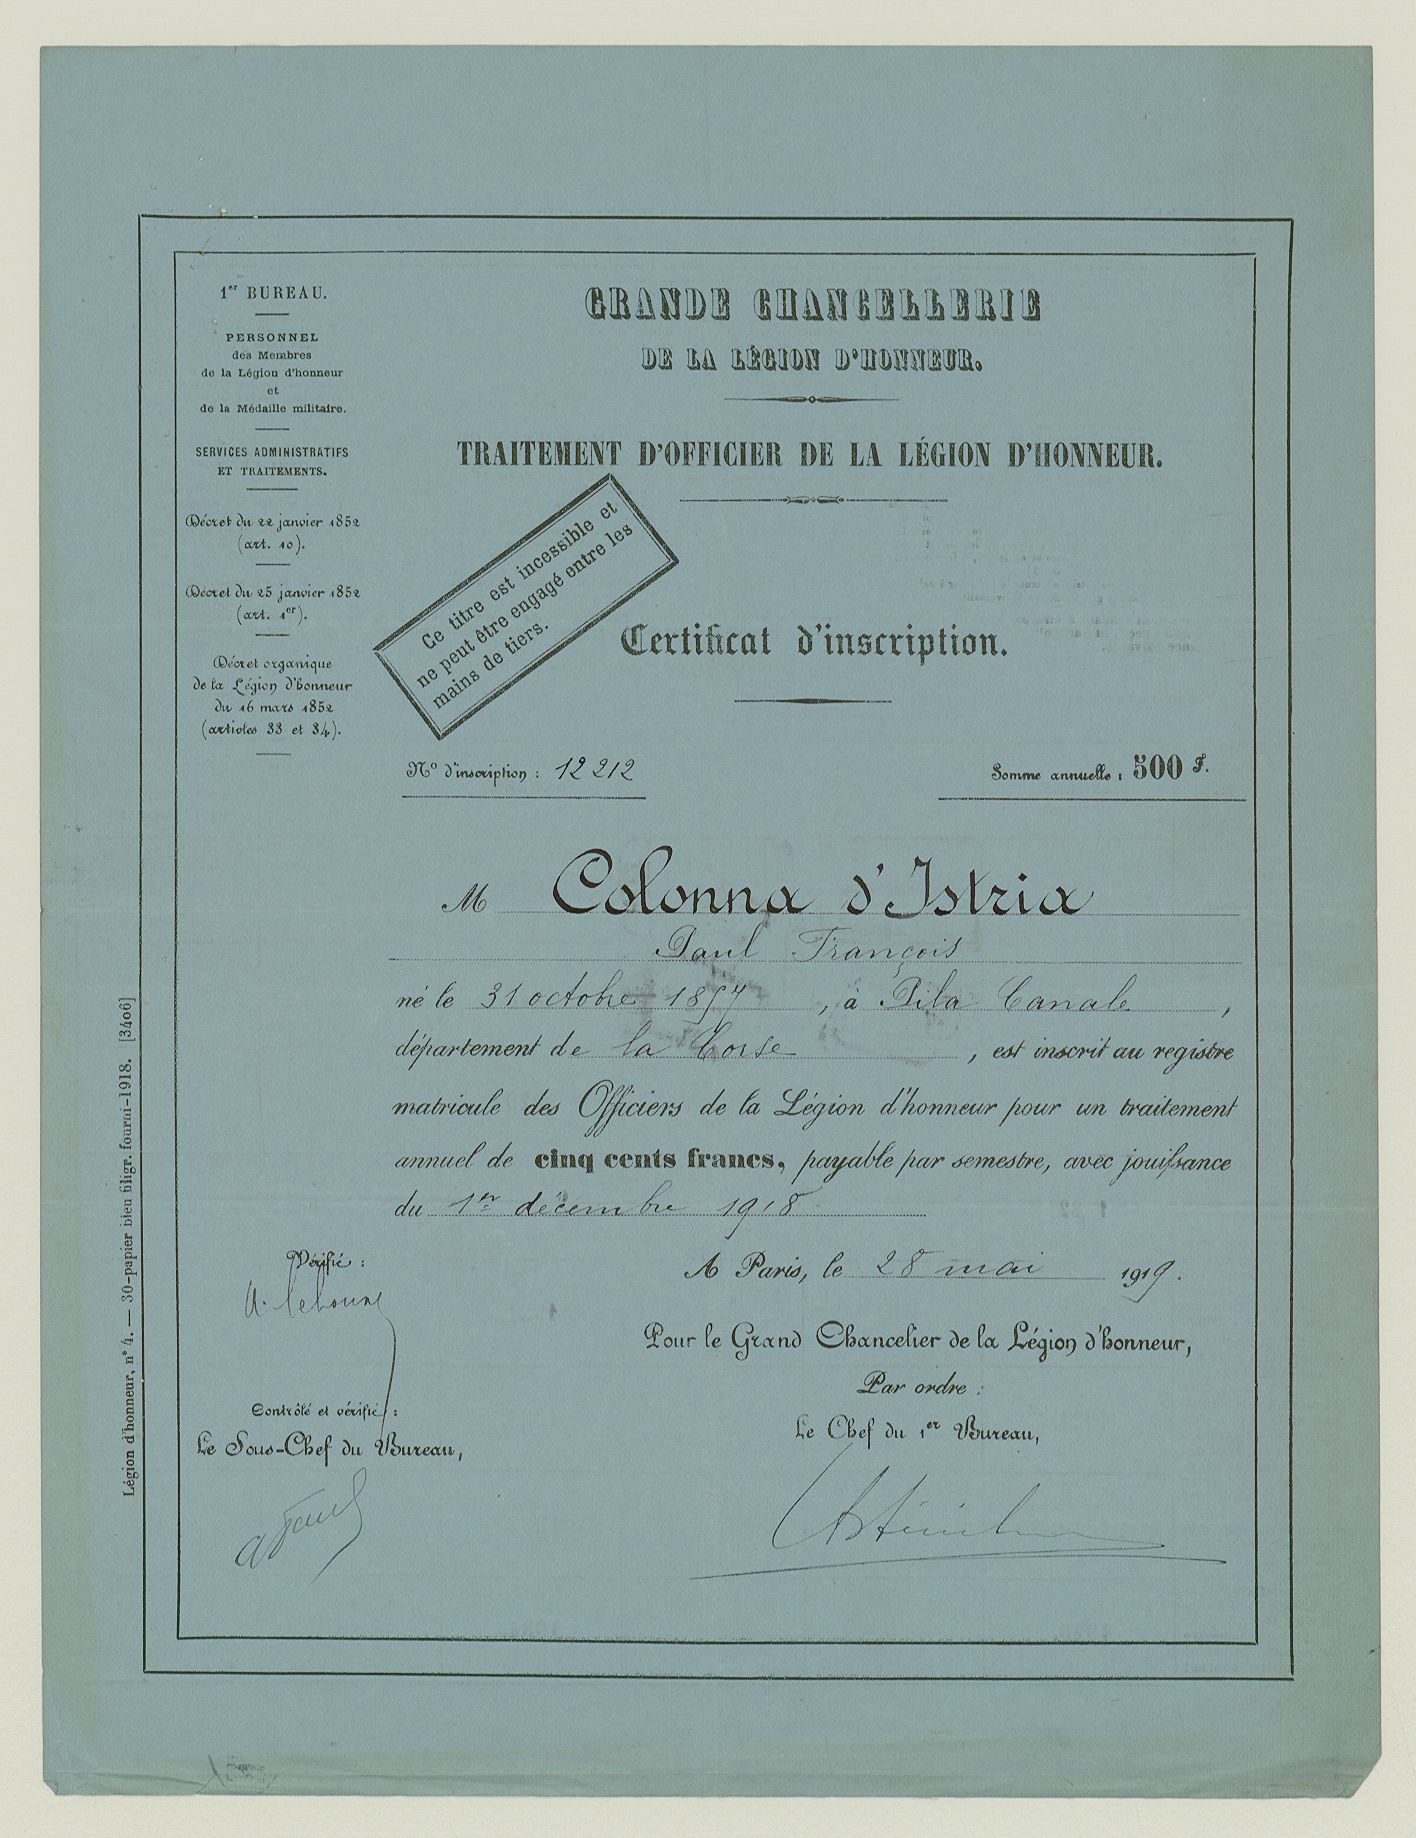 1er BUREAU.
PERSONNEL
des Membres
de la Légion d'honneur
et
de la Médaille militaire.
SERVICES ADMINISTRATIFS
ET TRAITEMENTS.
Décret du 22 janvier 1852
(art. 10).
Décret du 25 janvier 1852
(art. 1er).
Décret organique
de la Légion d'honneur
du 16 mars 1852
(articles 33 et 34).
GRANDE CHANCELLERIE
DE LA LÉGION D'HONNEUR.
TRAITEMENT D'OFFICIER DE LA LÉGION D'HONNEUR.
Ce titre est incessible et
ne peut être engagé entre les
mains de tiers.
Certificat d'inscription.
No d'inscription : 12 212
Somme annuelle : 500 F.
M Colonna d'Istria
Paul François
né le 31 octobre 1857, à Pila Canale,
département de la Corse, est inscrit au registre
matricule des Officiers de la Légion d'honneur pour un traitement
annuel de cinq cents francs, payable par semestre, avec jouissance
du 1er décembre 1918
A Paris, le 28 mai 1919.
Pour le Grand Chancelier de la Légion d'honneur,
Par ordre :
Le Chef du 1er Bureau,
Vérifié :
Contrôlé et vérifié :
Le Sous-Chef du Bureau,
Légion d'honneur, n° 4. — 30-papier bleu filigr. fourni-1918. [3406]